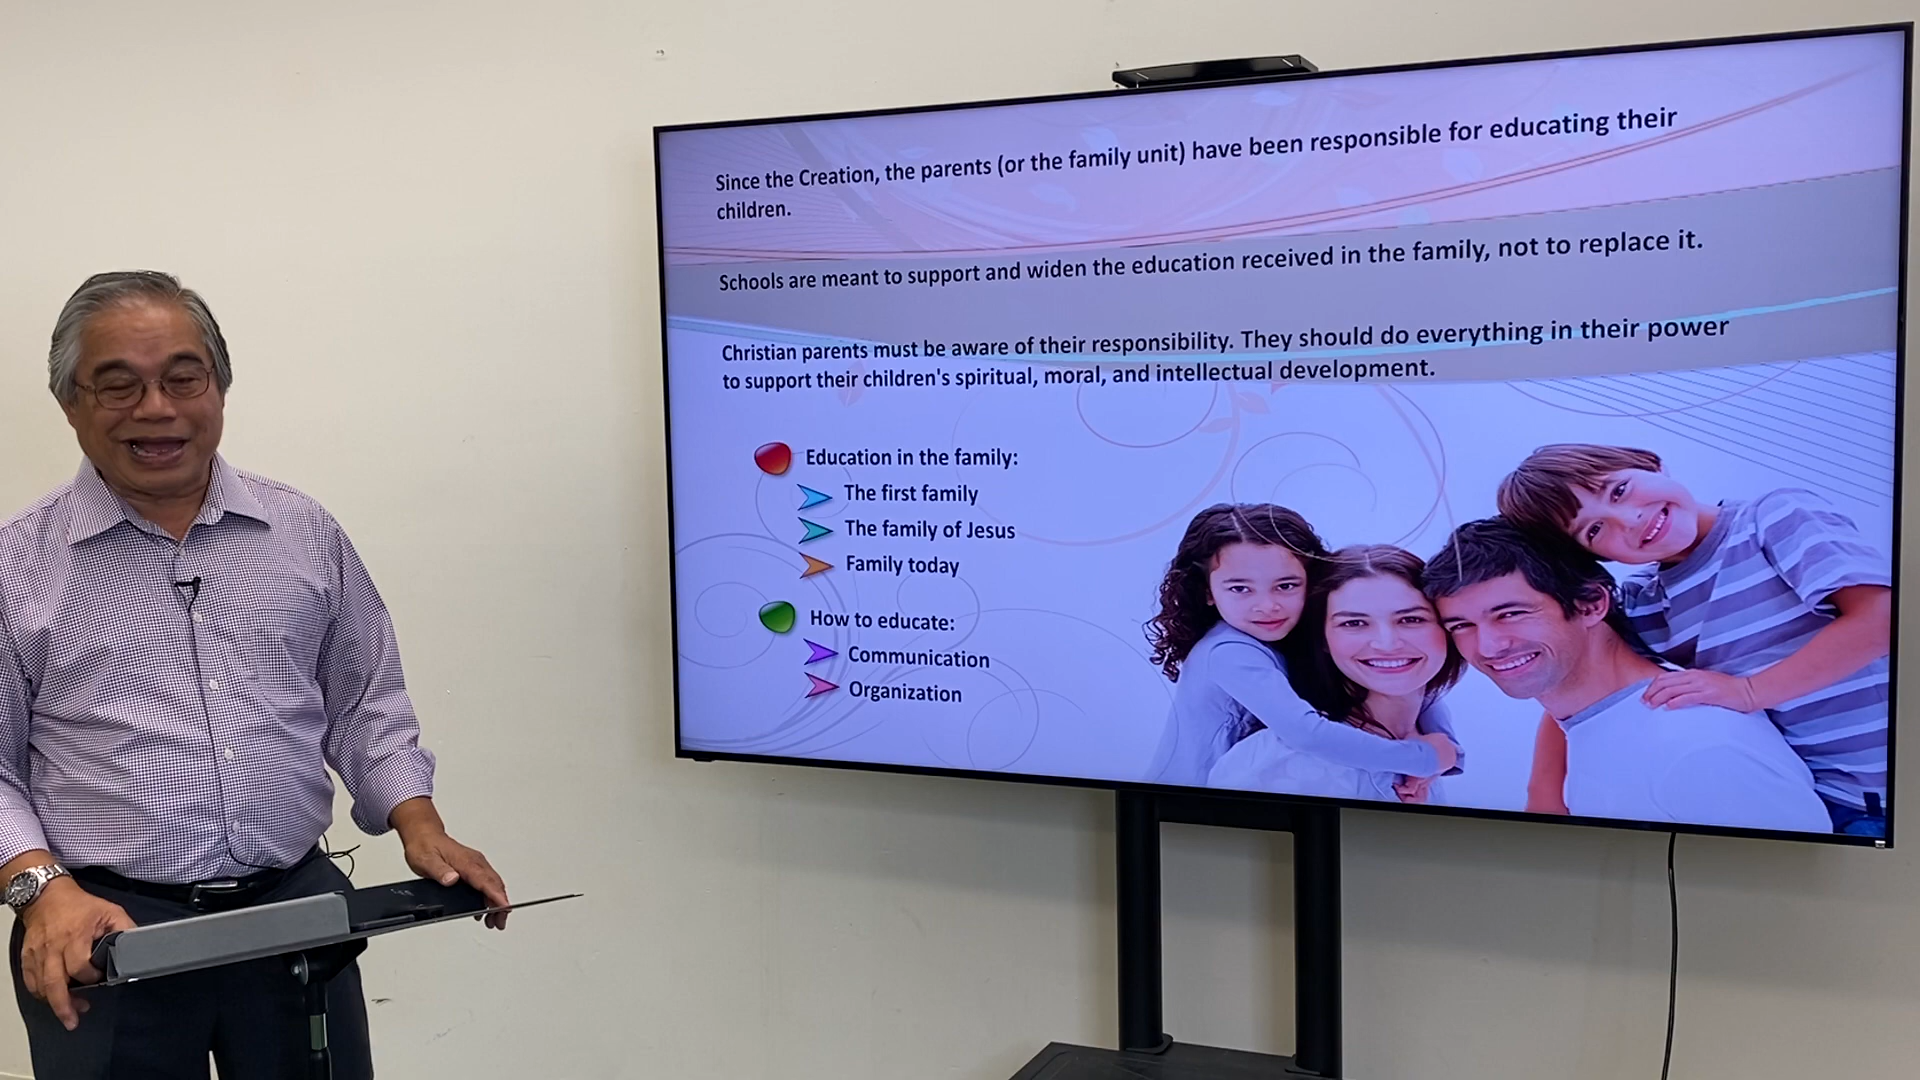 Since the Creation, the parents (or the family unit) have been responsible for educating their
children.
Schools are meant to support and widen the education received in the family, not to replace it.
Christian parents must be aware of their responsibility. They should do everything in their power
to support their children's spiritual, moral, and intellectual development.
Education in the family:
The first family
The family of Jesus
Family today
How to educate:
Communication
Organization